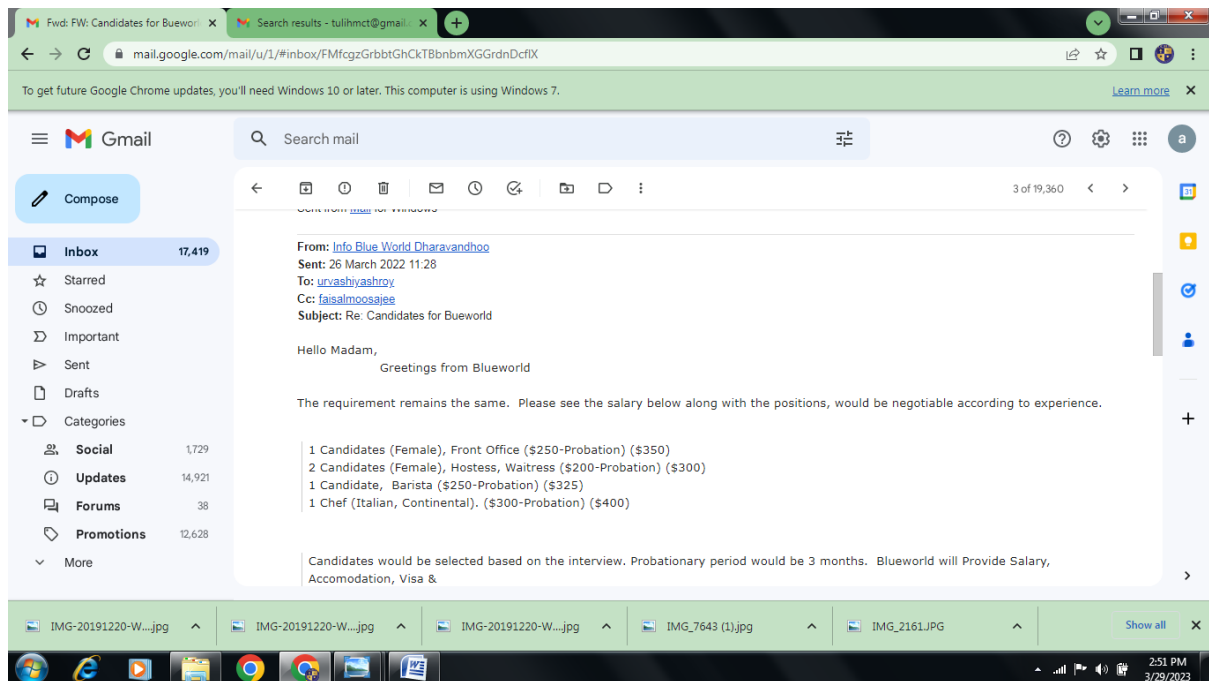 Fwd: FW: Candidates for Bueworl
Search results - tulihmct@gmail.c
mail.google.com/mail/u/1/#inbox/FMfcgzGrbbtGhCkTBbnbmXGGrdnDcflX
To get future Google Chrome updates, you'll need Windows 10 or later. This computer is using Windows 7.
Learn more
Gmail
Search mail
a
Compose
3 of 19,360
31
Sent from Mail for Windows
Inbox 17,419
Starred
Snoozed
Important
Sent
Drafts
Categories
Social 1,729
Updates 14,921
Forums 38
Promotions 12,628
More
From: Info Blue World Dharavandhoo
Sent: 26 March 2022 11:28
To: urvashiyashroy
Cc: faisalmoosajee
Subject: Re: Candidates for Bueworld
Hello Madam,
Greetings from Blueworld
The requirement remains the same. Please see the salary below along with the positions, would be negotiable according to experience.
1 Candidates (Female), Front Office ($250-Probation) ($350)
2 Candidates (Female), Hostess, Waitress ($200-Probation) ($300)
1 Candidate, Barista ($250-Probation) ($325)
1 Chef (Italian, Continental). ($300-Probation) ($400)
Candidates would be selected based on the interview. Probationary period would be 3 months. Blueworld will Provide Salary,
Accomodation, Visa &
IMG-20191220-W....jpg
IMG-20191220-W....jpg
IMG-20191220-W....jpg
IMG_7643 (1).jpg
IMG_2161.JPG
Show all
2:51 PM
3/29/2023